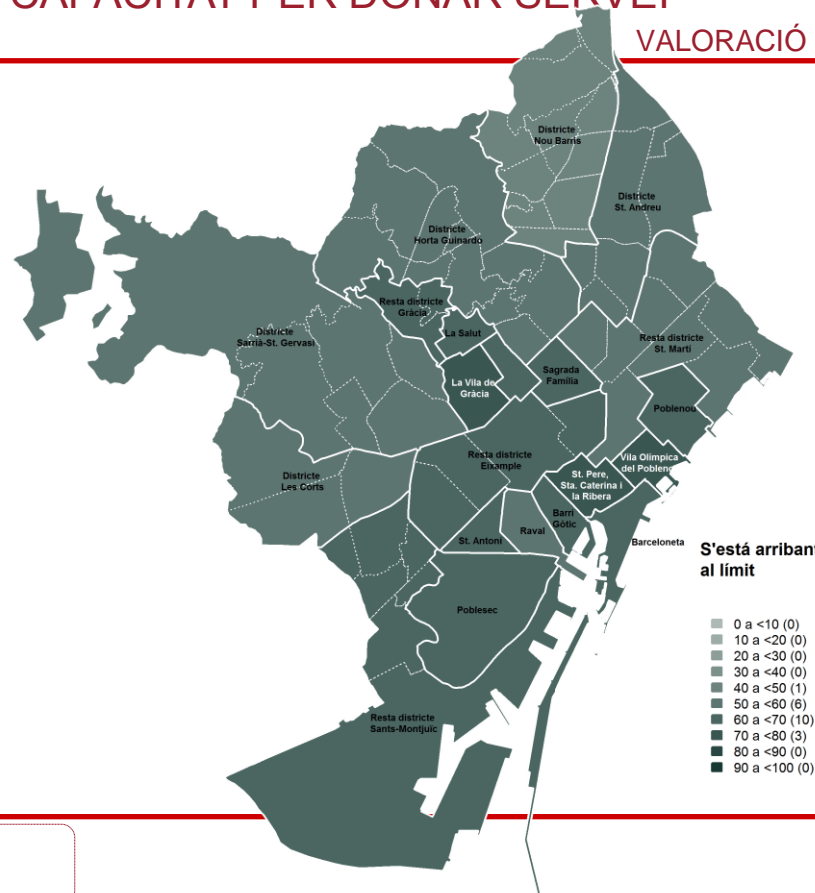 VALORACIÓ
Districte
Nou Barris
Districte
St. Andreu
Districte
Horta Guinardó
Resta districte
Gràcia
La Salut
Districte
Sarrià-St. Gervasi
Resta districte
St. Martí
Sagrada
Família
La Vila de
Gràcia
Poblenou
Resta districte
Eixample
Vila Olímpica
del Poblenou
Districte
Les Corts
St. Pere,
Sta. Caterina i
la Ribera
Barri
Gòtic
Raval
St. Antoni
Barceloneta
S'está arribant
al límit
Poblesec
0 a <10 (0)
10 a <20 (0)
20 a <30 (0)
30 a <40 (0)
40 a <50 (1)
50 a <60 (6)
60 a <70 (10)
70 a <80 (3)
80 a <90 (0)
90 a <100 (0)
Resta districte
Sants-Montjuïc